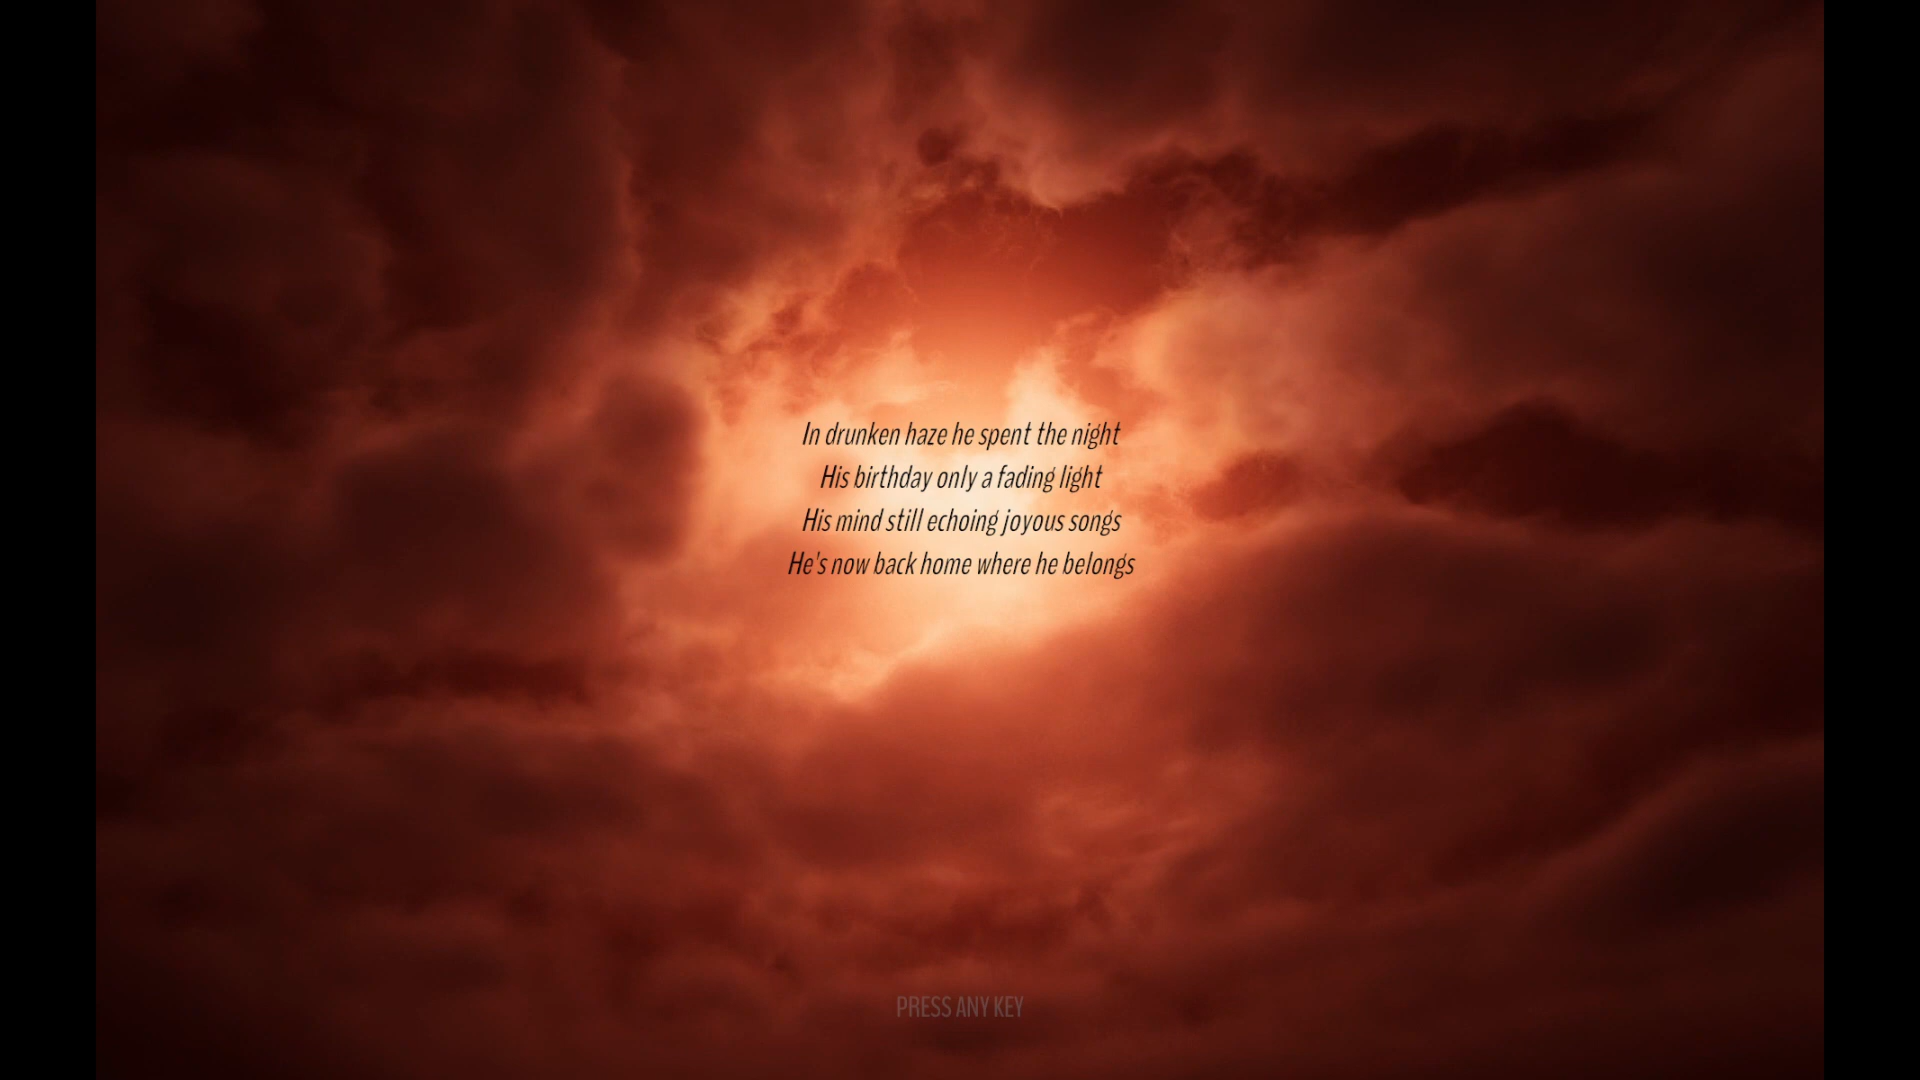 In drunken haze he spent the night
His birthday only a fading light
His mind still echoing joyous songs
He's now back home where he belongs
PRESS ANY KEY